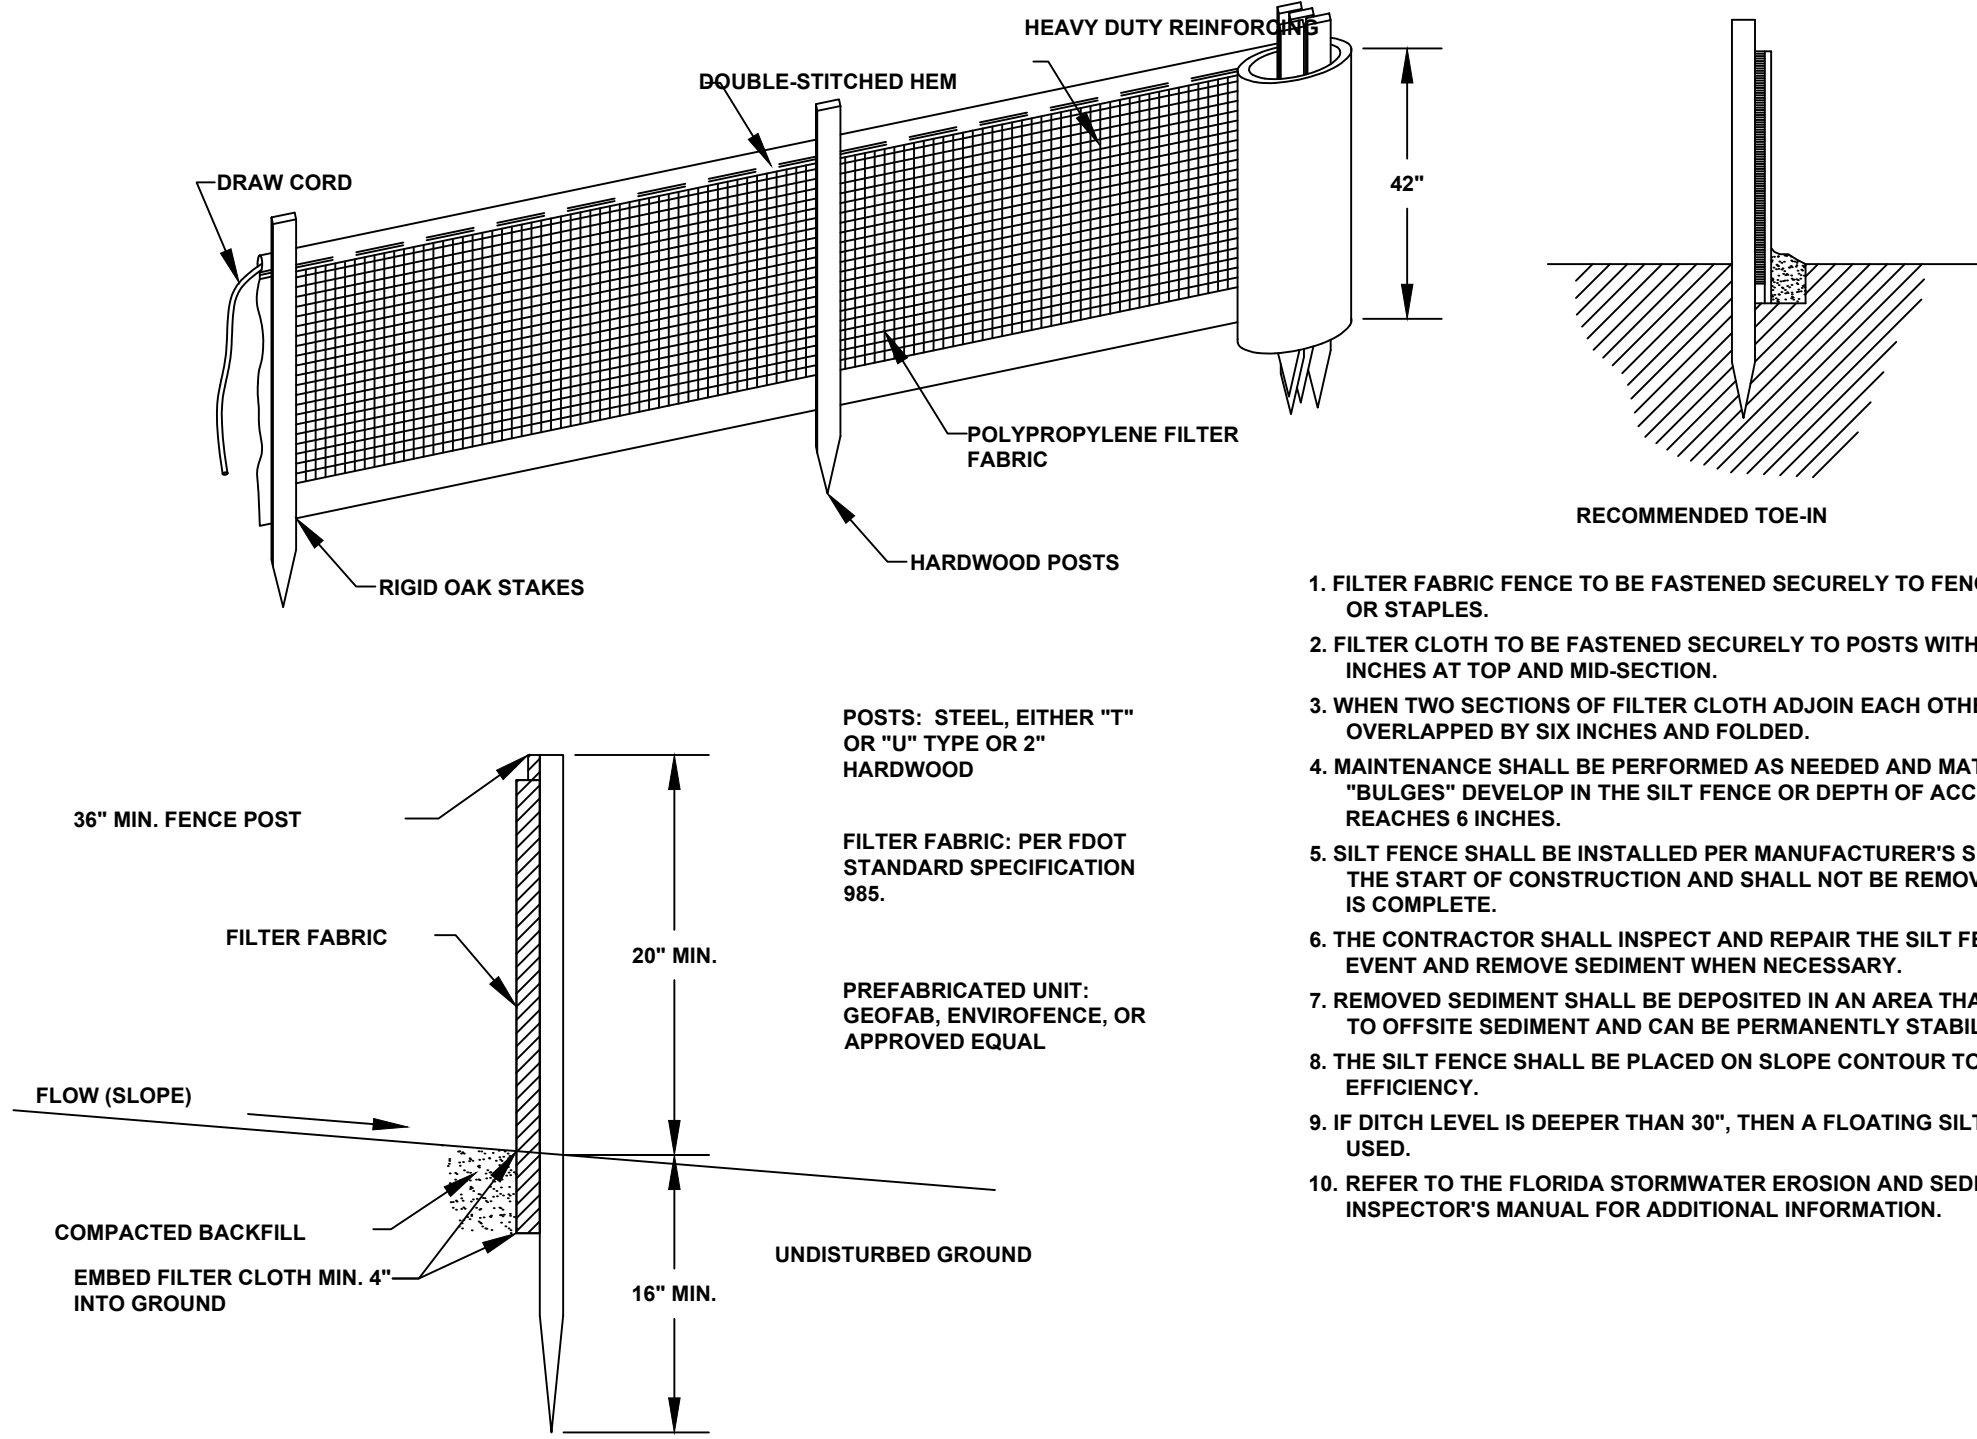 HEAVY DUTY REINFORCING
DOUBLE-STITCHED HEM
DRAW CORD
42"
POLYPROPYLENE FILTER
FABRIC
HARDWOOD POSTS
RIGID OAK STAKES
RECOMMENDED TOE-IN
36" MIN. FENCE POST
FILTER FABRIC
FLOW (SLOPE)
COMPACTED BACKFILL
EMBED FILTER CLOTH MIN. 4"
INTO GROUND
20" MIN.
16" MIN.
UNDISTURBED GROUND
POSTS: STEEL, EITHER "T"
OR "U" TYPE OR 2"
HARDWOOD
FILTER FABRIC: PER FDOT
STANDARD SPECIFICATION
985.
PREFABRICATED UNIT:
GEOFAB, ENVIROFENCE, OR
APPROVED EQUAL
1. FILTER FABRIC FENCE TO BE FASTENED SECURELY TO
OR STAPLES.
2. FILTER CLOTH TO BE FASTENED SECURELY TO POSTS WITH
INCHES AT TOP AND MID-SECTION.
3. WHEN TWO SECTIONS OF FILTER CLOTH ADJOIN EACH
OVERLAPPED BY SIX INCHES AND FOLDED.
4. MAINTENANCE SHALL BE PERFORMED AS NEEDED AND
"BULGES" DEVELOP IN THE SILT FENCE OR DEPTH OF
REACHES 6 INCHES.
5. SILT FENCE SHALL BE INSTALLED PER MANUFACTURER'S
THE START OF CONSTRUCTION AND SHALL NOT BE
IS COMPLETE.
6. THE CONTRACTOR SHALL INSPECT AND REPAIR THE SILT
EVENT AND REMOVE SEDIMENT WHEN NECESSARY.
7. REMOVED SEDIMENT SHALL BE DEPOSITED IN AN AREA
TO OFFSITE SEDIMENT AND CAN BE PERMANENTLY
8. THE SILT FENCE SHALL BE PLACED ON SLOPE CONTOUR TO
EFFICIENCY.
9. IF DITCH LEVEL IS DEEPER THAN 30", THEN A FLOATING SILT
USED.
10. REFER TO THE FLORIDA STORMWATER EROSION AND
INSPECTOR'S MANUAL FOR ADDITIONAL INFORMATION.